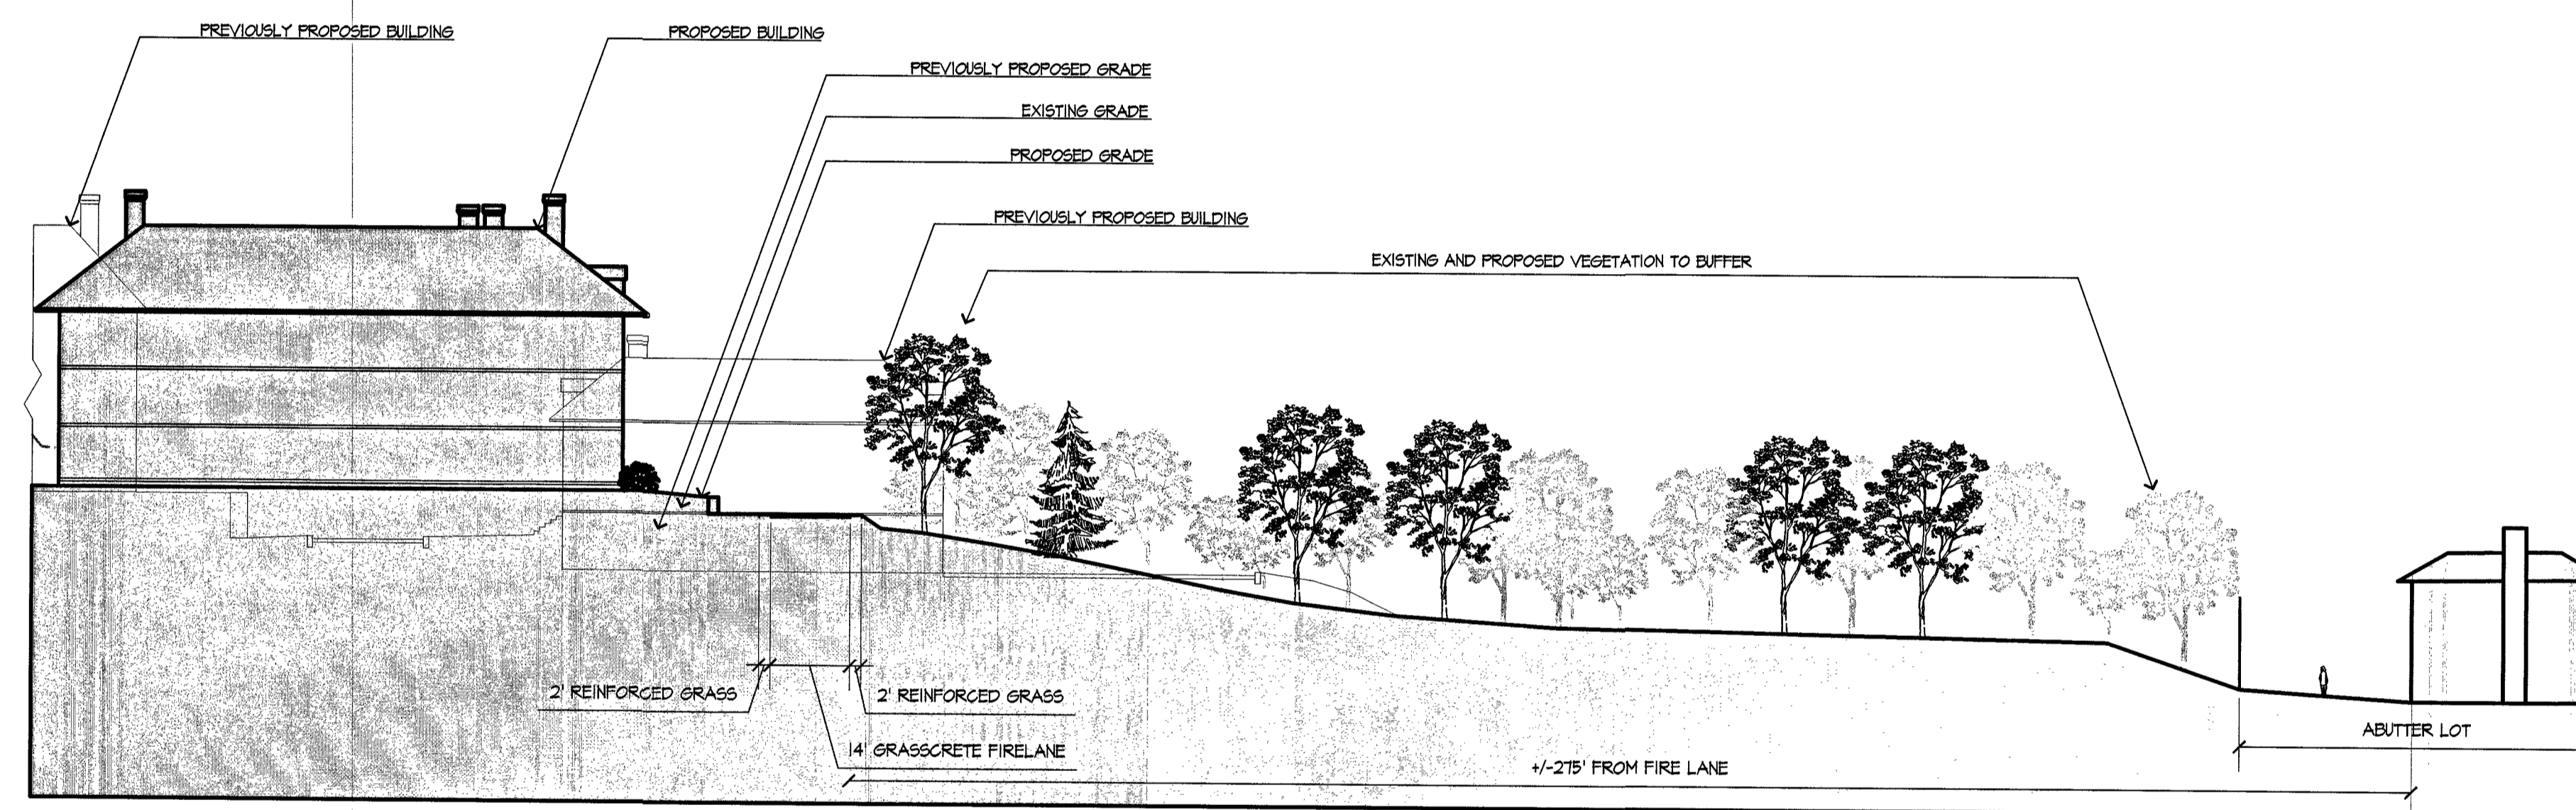 PREVIOUSLY PROPOSED BUILDING
PROPOSED BUILDING
PREVIOUSLY PROPOSED GRADE
EXISTING GRADE
PROPOSED GRADE
PREVIOUSLY PROPOSED BUILDING
EXISTING AND PROPOSED VEGETATION TO BUFFER
2' REINFORCED GRASS
2' REINFORCED GRASS
14' GRASSCRETE FIRELANE
ABUTTER LOT
+/-275' FROM FIRE LANE